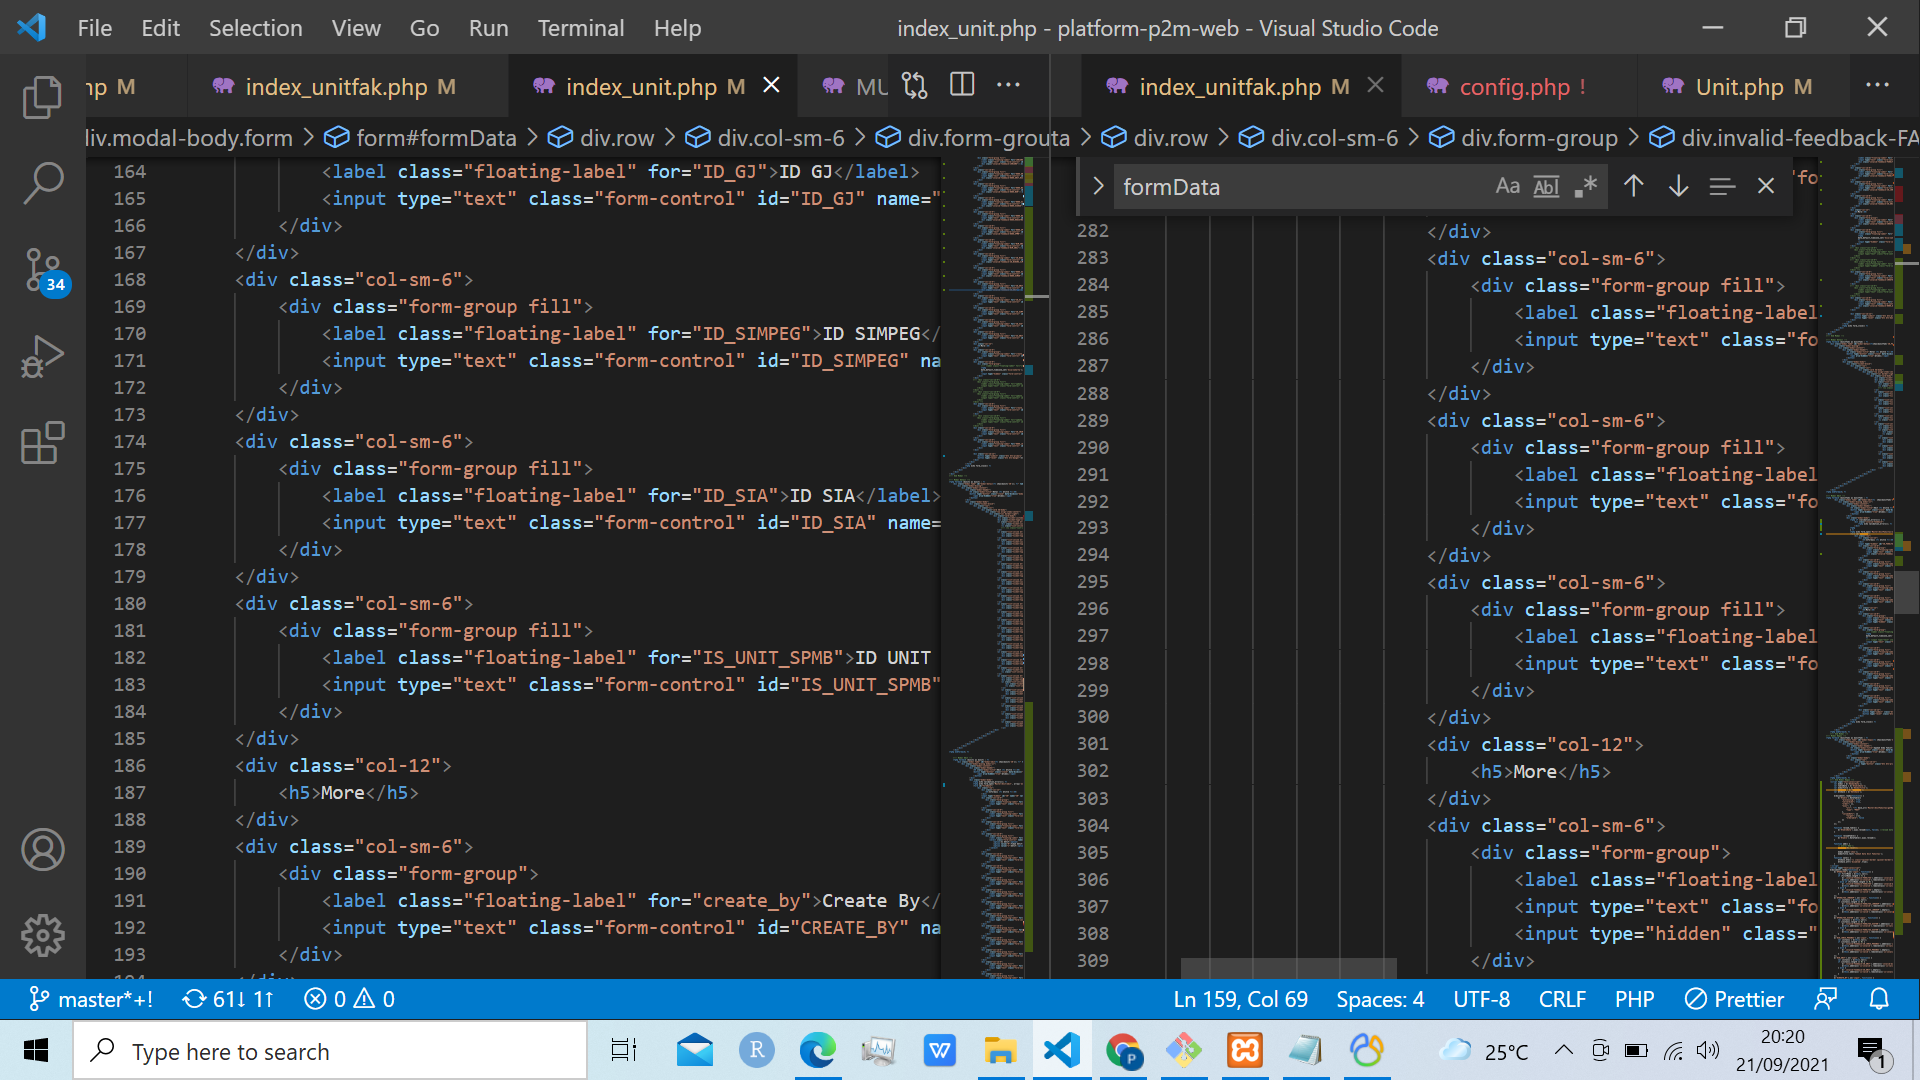 File Edit Selection View Go Run Terminal Help
index_unit.php - platform-p2m-web - Visual Studio Code
hp M
index_unitfak.php M
index_unit.php M
MU
index_unitfak.php M
config.php !
Unit.php M
div.modal-body.form > form#formData > div.row > div.col-sm-6 > div.form-grou
ta > div.row > div.col-sm-6 > div.form-group > div.invalid-feedback-FA
164 <label class="floating-label" for="ID_GJ">ID GJ</label>
165 <input type="text" class="form-control" id="ID_GJ" name="
166 </div>
167 </div>
168 <div class="col-sm-6">
169 <div class="form-group fill">
170 <label class="floating-label" for="ID_SIMPEG">ID SIMPEG</
171 <input type="text" class="form-control" id="ID_SIMPEG" na
172 </div>
173 </div>
174 <div class="col-sm-6">
175 <div class="form-group fill">
176 <label class="floating-label" for="ID_SIA">ID SIA</label>
177 <input type="text" class="form-control" id="ID_SIA" name=
178 </div>
179 </div>
180 <div class="col-sm-6">
181 <div class="form-group fill">
182 <label class="floating-label" for="IS_UNIT_SPMB">ID UNIT
183 <input type="text" class="form-control" id="IS_UNIT_SPMB"
184 </div>
185 </div>
186 <div class="col-12">
187 <h5>More</h5>
188 </div>
189 <div class="col-sm-6">
190 <div class="form-group">
191 <label class="floating-label" for="create_by">Create By</
192 <input type="text" class="form-control" id="CREATE_BY" na
193 </div>
formData
Aa Abl .*
"fo
282 </div>
283 <div class="col-sm-6">
284 <div class="form-group fill">
285 <label class="floating-label
286 <input type="text" class="fo
287 </div>
288 </div>
289 <div class="col-sm-6">
290 <div class="form-group fill">
291 <label class="floating-label
292 <input type="text" class="fo
293 </div>
294 </div>
295 <div class="col-sm-6">
296 <div class="form-group fill">
297 <label class="floating-label
298 <input type="text" class="fo
299 </div>
300 </div>
301 <div class="col-12">
302 <h5>More</h5>
303 </div>
304 <div class="col-sm-6">
305 <div class="form-group">
306 <label class="floating-label
307 <input type="text" class="fo
308 <input type="hidden" class="
309 </div>
34
master*+! 61↓ 1↑ 0 0
Ln 159, Col 69 Spaces: 4 UTF-8 CRLF PHP Prettier
Type here to search
R
W
P
25°C
20:20
21/09/2021
1